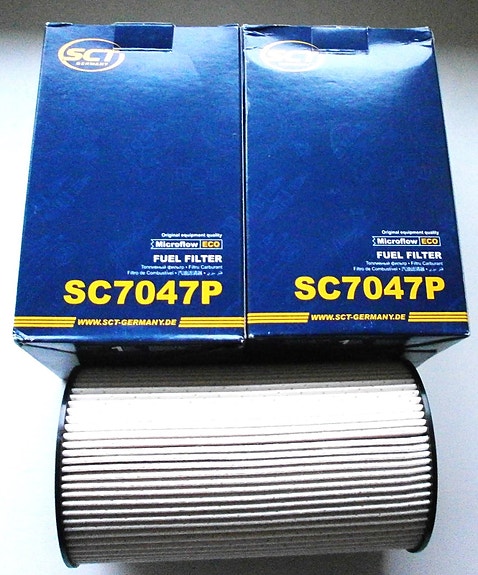 SCT
GERMANY
Original equipment quality
Microflow ECO
FUEL FILTER
Топливный фильтр • Filtru Carburant
Filtro de Combustível •
SC7047P
WWW.SCT-GERMANY.DE
SCT
GERMANY
Original equipment quality
Microflow ECO
FUEL FILTER
Топливный фильтр • Filtru Carburant
Filtro de Combustível •
SC7047P
WWW.SCT-GERMANY.DE